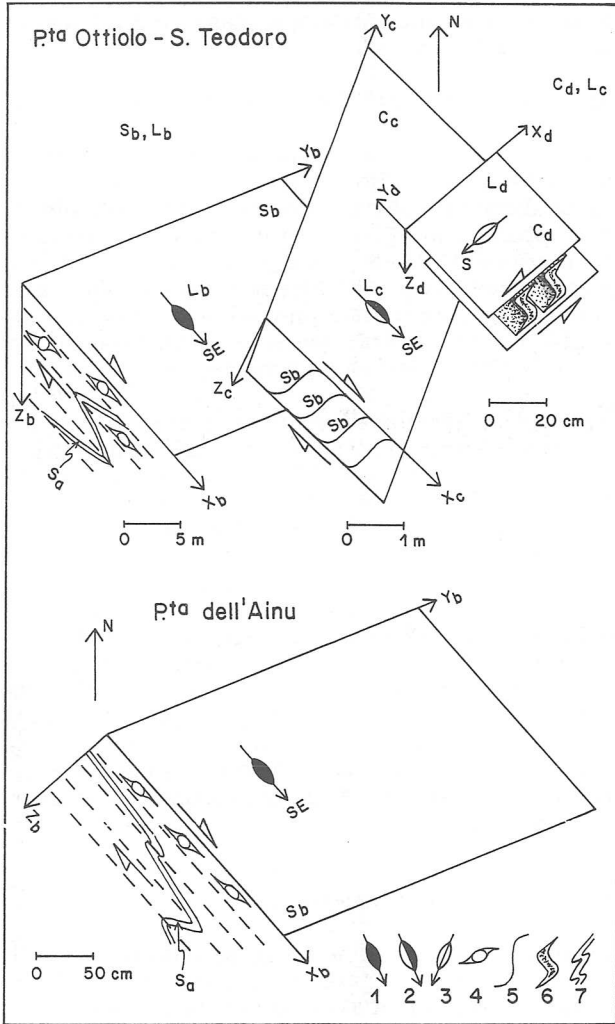 P.ta Ottiolo - S. Teodoro
Yc
N
Cd, Lc
Sb, Lb
Cc
Xd
Yb
Ld
Yd
Sb
Cd
S
Zd
Lb
Lc
SE
SE
Zc
Sb
Sb
Sb
Zb
Sa
Xb
Xc
0 20 cm
0 5 m
0 1 m
P.ta dell'Ainu
Yb
N
SE
Zb
Sb
Sa
Xb
0 50 cm
1 2 3 4 5 6 7